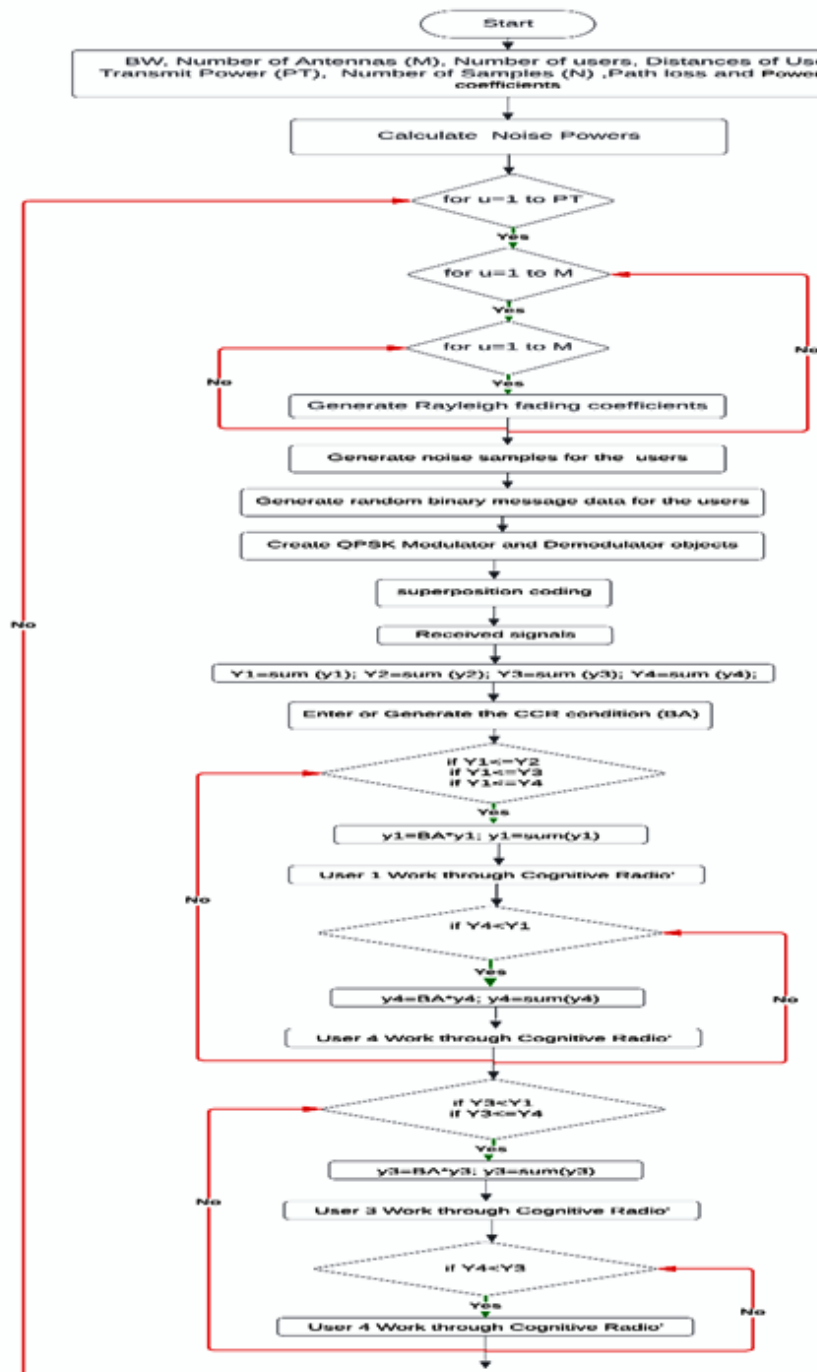 Start
BW, Number of Antennas (M), Number of users, Distances of Use
Transmit Power (PT), Number of Samples (N) ,Path loss and Power
coefficients
Calculate Noise Powers
for u=1 to PT
Yes
for u=1 to M
Yes
No
for u=1 to M
No
Yes
Generate Rayleigh fading coefficients
Generate noise samples for the users
Generate random binary message data for the users
Create QPSK Modulator and Demodulator objects
superposition coding
No
Received signals
Y1=sum (y1); Y2=sum (y2); Y3=sum (y3); Y4=sum (y4);
Enter or Generate the CCR condition (BA)
if Y1<=Y2
if Y1<=Y3
if Y1<=Y4
Yes
y1=BA*y1; y1=sum(y1)
User 1 Work through Cognitive Radio'
No
if Y4<Y1
Yes
y4=BA*y4; y4=sum(y4)
No
User 4 Work through Cognitive Radio'
if Y3<Y1
if Y3<=Y4
Yes
y3=BA*y3; y3=sum(y3)
No
User 3 Work through Cognitive Radio'
if Y4<Y3
Yes
No
User 4 Work through Cognitive Radio'